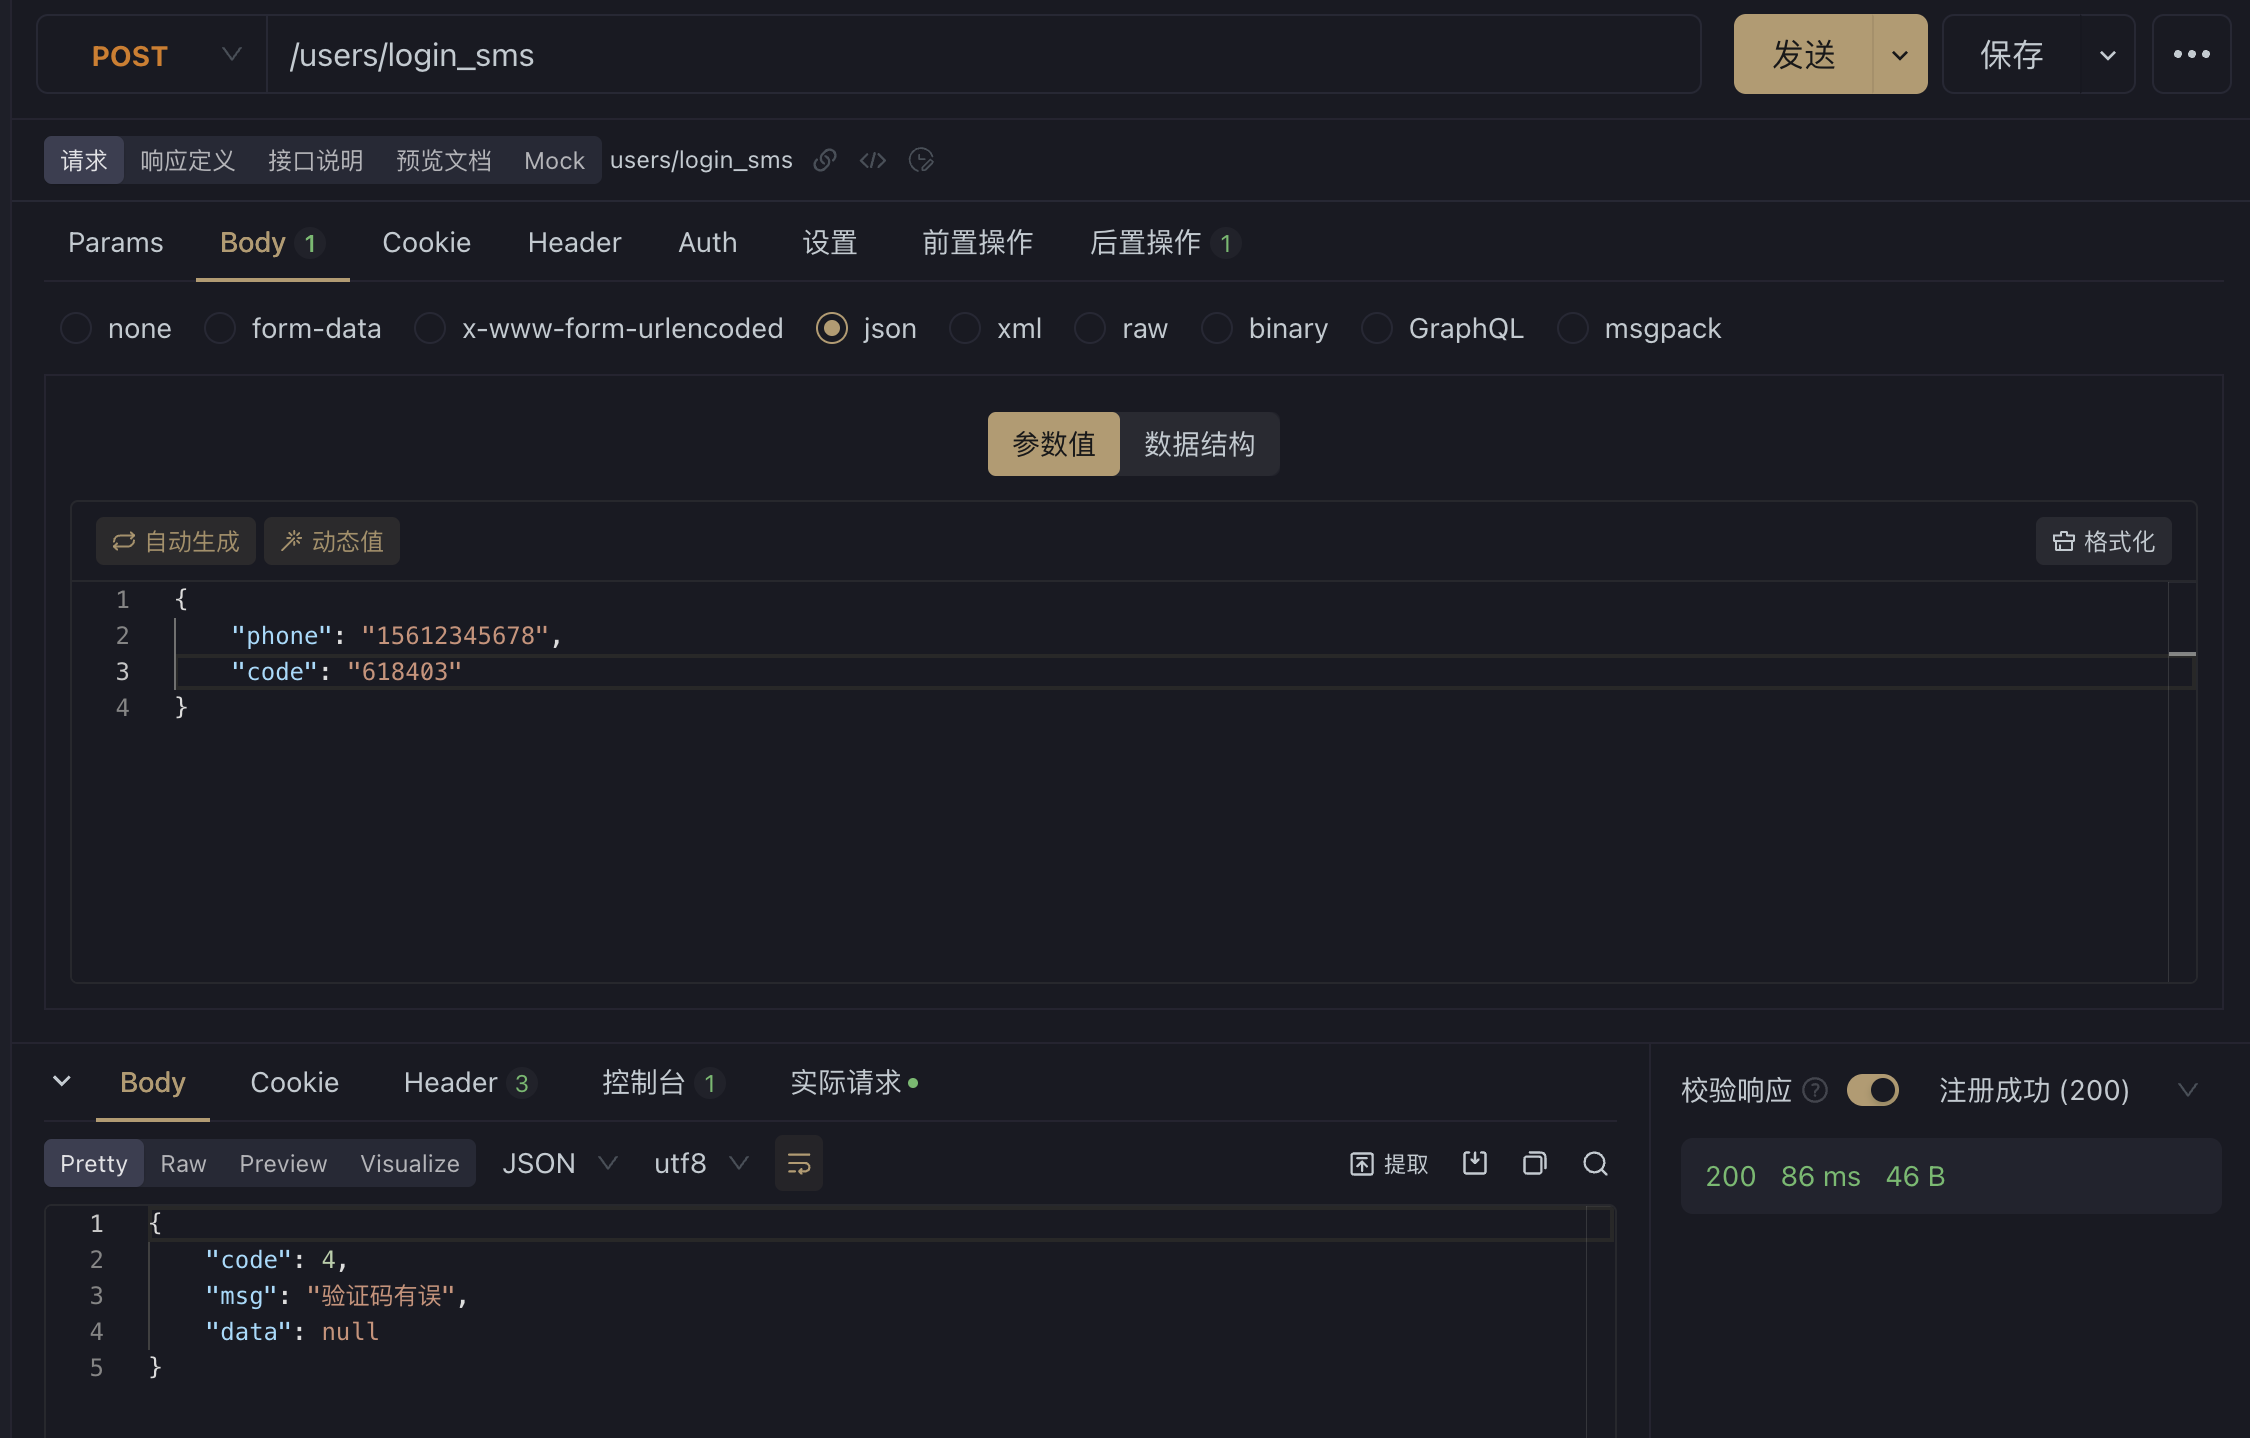 POST /users/login_sms 发送 保存
请求 响应定义 接口说明 预览文档 Mock users/login_sms
Params Body 1 Cookie Header Auth 设置 前置操作 后置操作 1
none form-data x-www-form-urlencoded json xml raw binary GraphQL msgpack
参数值 数据结构
自动生成 动态值 格式化
1 {
2 "phone": "15612345678",
3 "code": "618403"
4 }
Body Cookie Header 3 控制台 1 实际请求
校验响应 ? 注册成功 (200)
Pretty Raw Preview Visualize JSON utf8 提取
200 86 ms 46 B
1 {
2 "code": 4,
3 "msg": "验证码有误",
4 "data": null
5 }